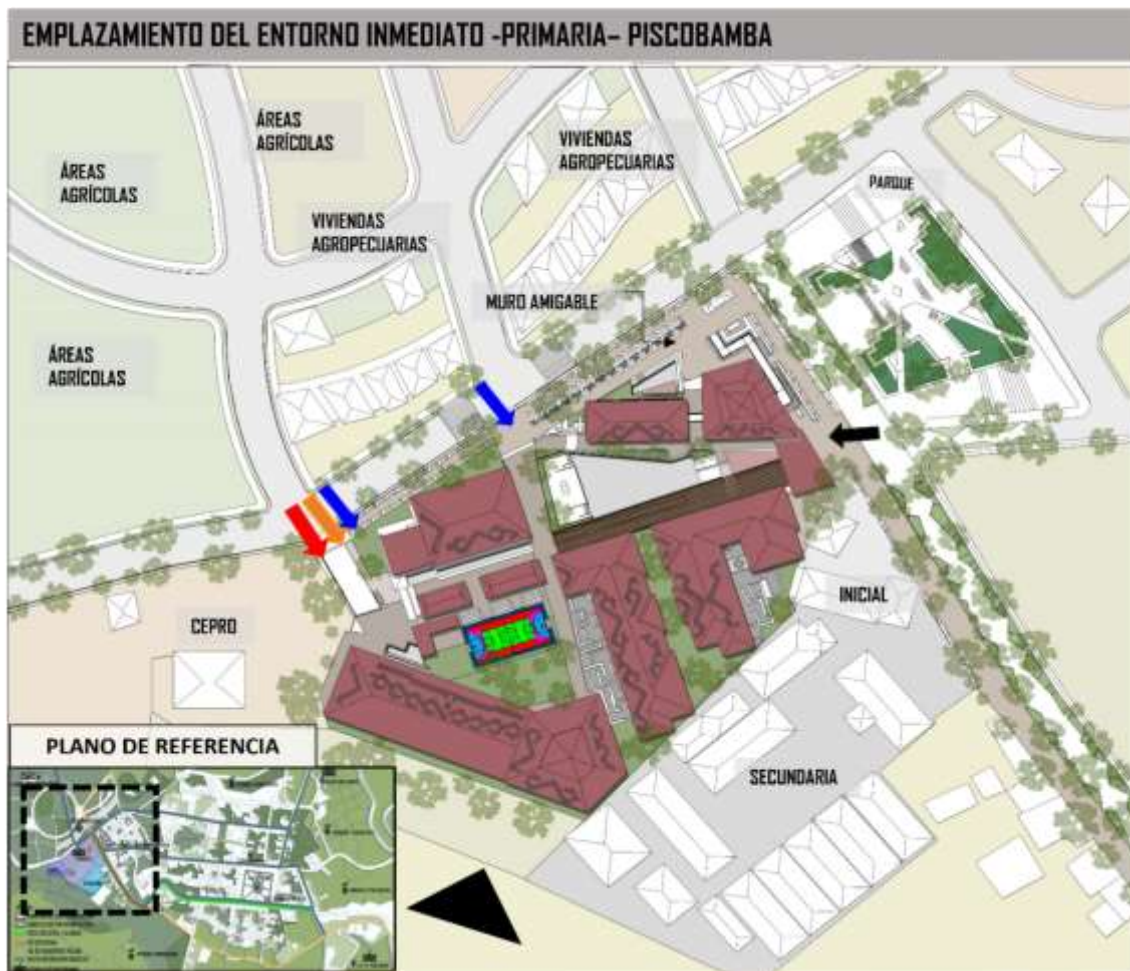 EMPLAZAMIENTO DEL ENTORNO INMEDIATO -PRIMARIA- PISCOBAMBA
ÁREAS
AGRÍCOLAS
ÁREAS
AGRÍCOLAS
VIVIENDAS
AGROPECUARIAS
PARQUE
VIVIENDAS
AGROPECUARIAS
MURO AMIGABLE
ÁREAS
AGRÍCOLAS
INICIAL
CEPRO
SECUNDARIA
PLANO DE REFERENCIA